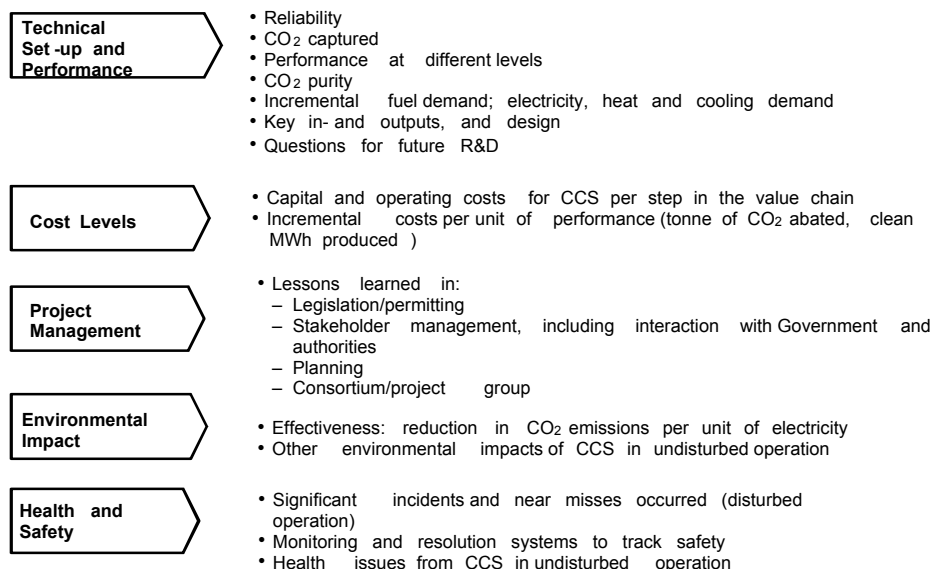 Technical
Set -up and
Performance
• Reliability
• CO2 captured
• Performance at different levels
• CO2 purity
• Incremental fuel demand; electricity, heat and cooling demand
• Key in- and outputs, and design
• Questions for future R&D
Cost Levels
• Capital and operating costs for CCS per step in the value chain
• Incremental costs per unit of performance (tonne of CO2 abated, clean
MWh produced )
Project
Management
• Lessons learned in:
– Legislation/permitting
– Stakeholder management, including interaction with Government and
authorities
– Planning
– Consortium/project group
Environmental
Impact
• Effectiveness: reduction in CO2 emissions per unit of electricity
• Other environmental impacts of CCS in undisturbed operation
Health and
Safety
• Significant incidents and near misses occurred (disturbed
operation)
• Monitoring and resolution systems to track safety
• Health issues from CCS in undisturbed operation